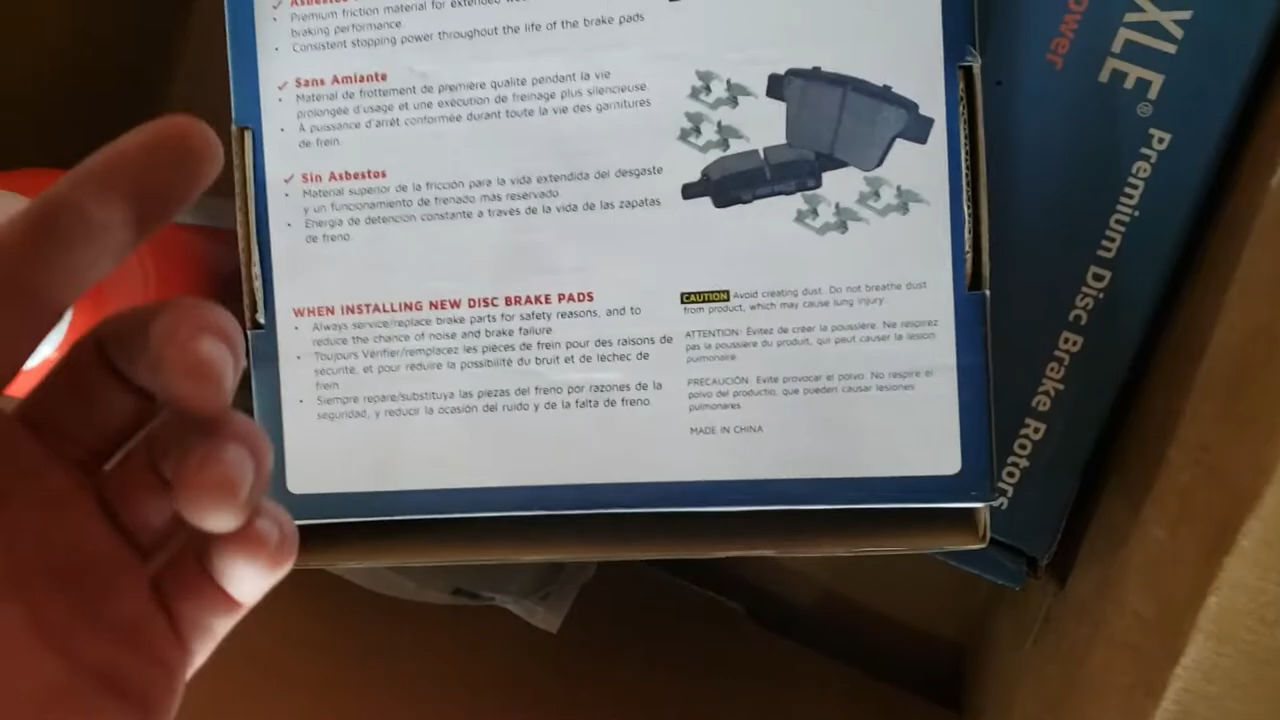 Premium friction material for extended
braking performance.
• Consistent stopping power throughout the life of the brake pads
✓ Sans Amiante
• Material de frottement de première qualité pendant la vie
prolongée d'usage et une exécution de freinage plus silencieuse.
• À puissance d'arrêt conformée durant toute la vie des garnitures
de frein.
✓ Sin Asbestos
• Material superior de la fricción para la vida extendida del desgaste
y un funcionamiento de frenado más reservado.
• Energía de detención constante a través de la vida de las zapatas
de freno.
WHEN INSTALLING NEW DISC BRAKE PADS
• Always service/replace brake parts for safety reasons, and to
reduce the chance of noise and brake failure.
• Toujours Vérifier/remplacez les pièces de frein pour des raisons de
sécurité, et pour réduire la possibilité du bruit et de léchec de
frein.
• Siempre repare/substituya las piezas del freno por razones de la
seguridad, y reducir la ocasión del ruido y de la falta de freno.
CAUTION Avoid creating dust. Do not breathe dust
from product, which may cause lung injury.
ATTENTION: Évitez de créer la poussière. Ne respirez
pas la poussière du produit, qui peut causer la lésion
pulmonaire.
PRECAUCIÓN: Evite provocar el polvo. No respire el
polvo del productio, que pueden causar lesiones
pulmonares.
MADE IN CHINA
XLE® Premium Disc Brake Rotors
ower